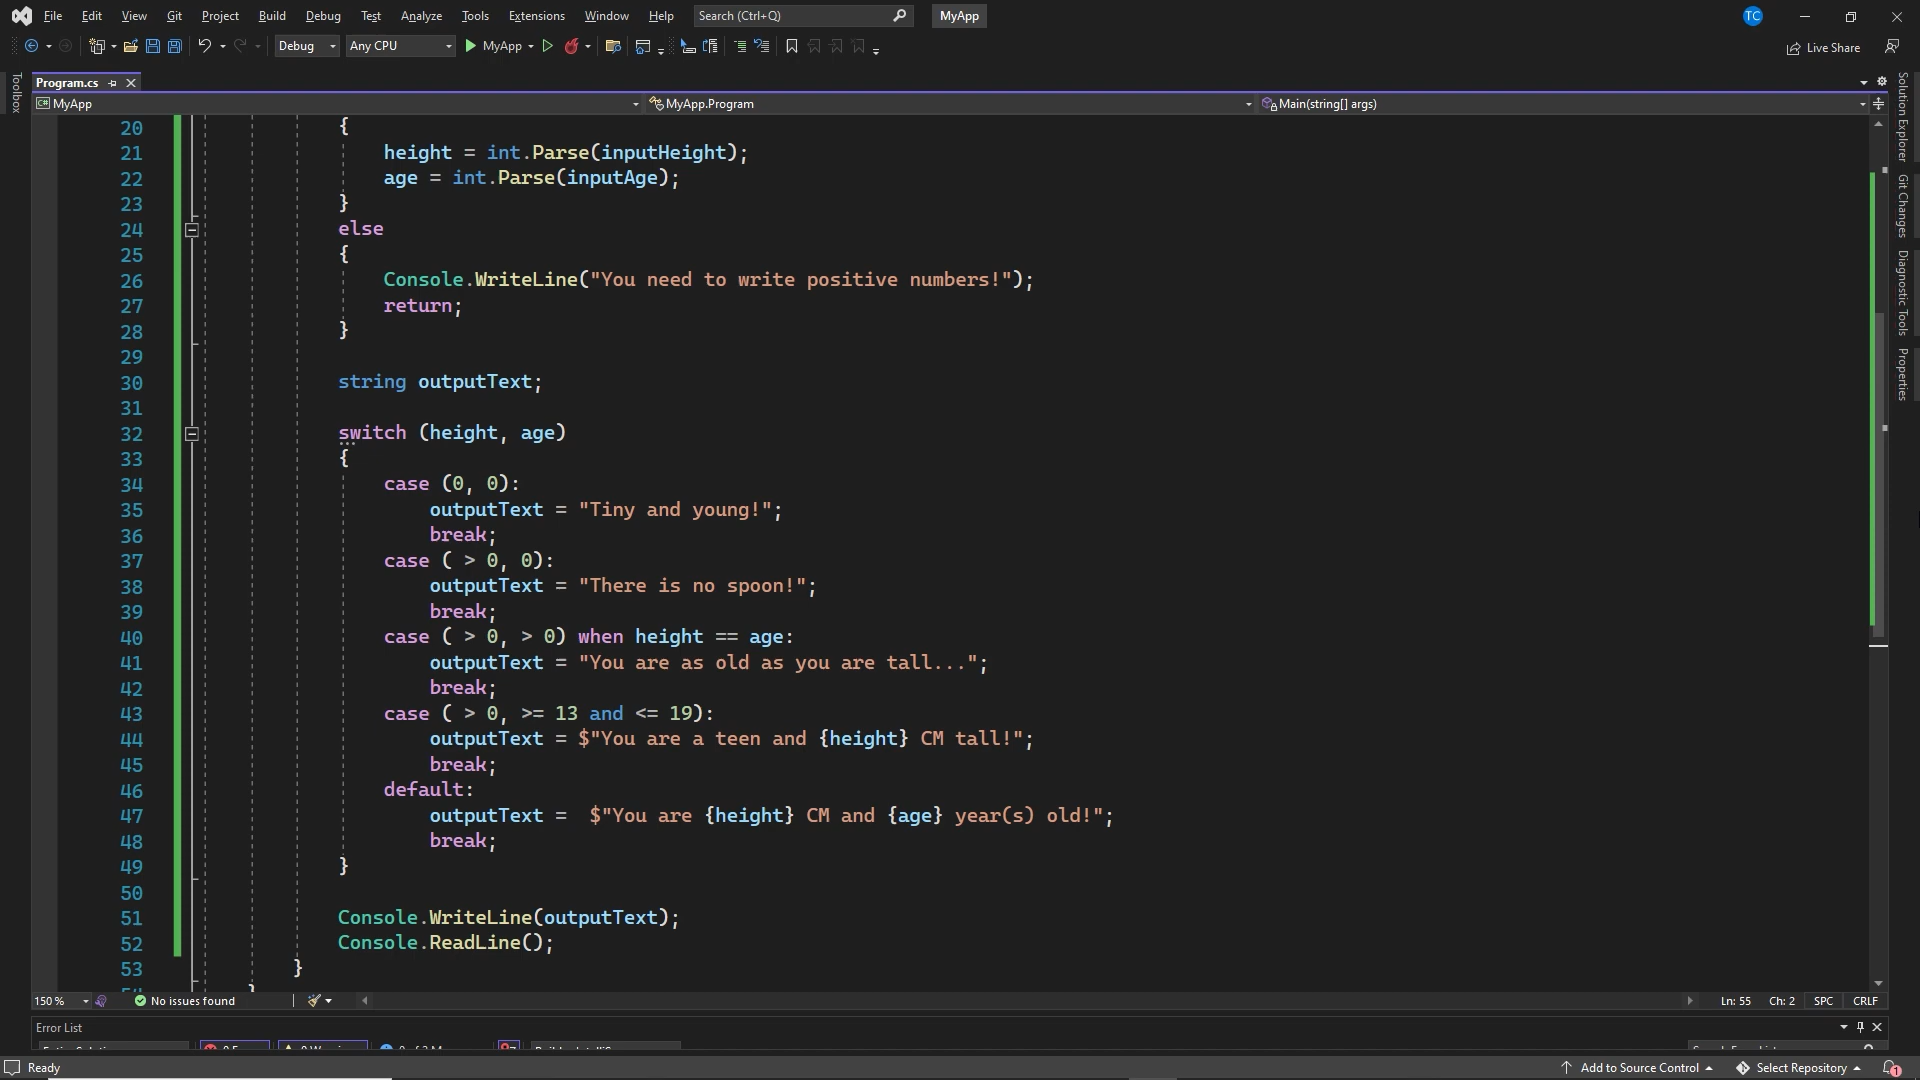 File Edit View Git Project Build Debug Test Analyze Tools Extensions Window Help Search (Ctrl+Q) MyApp TC
Debug Any CPU MyApp Live Share
Program.cs
MyApp MyApp.Program Main(string[] args)
20 {
21 height = int.Parse(inputHeight);
22 age = int.Parse(inputAge);
23 }
24 else
25 {
26 Console.WriteLine("You need to write positive numbers!");
27 return;
28 }
29
30 string outputText;
31
32 switch (height, age)
33 {
34 case (0, 0):
35 outputText = "Tiny and young!";
36 break;
37 case ( > 0, 0):
38 outputText = "There is no spoon!";
39 break;
40 case ( > 0, > 0) when height == age:
41 outputText = "You are as old as you are tall...";
42 break;
43 case ( > 0, >= 13 and <= 19):
44 outputText = $"You are a teen and {height} CM tall!";
45 break;
46 default:
47 outputText =  $"You are {height} CM and {age} year(s) old!";
48 break;
49 }
50
51 Console.WriteLine(outputText);
52 Console.ReadLine();
53 }
}
Toolbox
Solution Explorer
Git Changes
Diagnostic Tools
Properties
150 % No issues found Ln: 55 Ch: 2 SPC CRLF
Error List
Ready Add to Source Control Select Repository 1